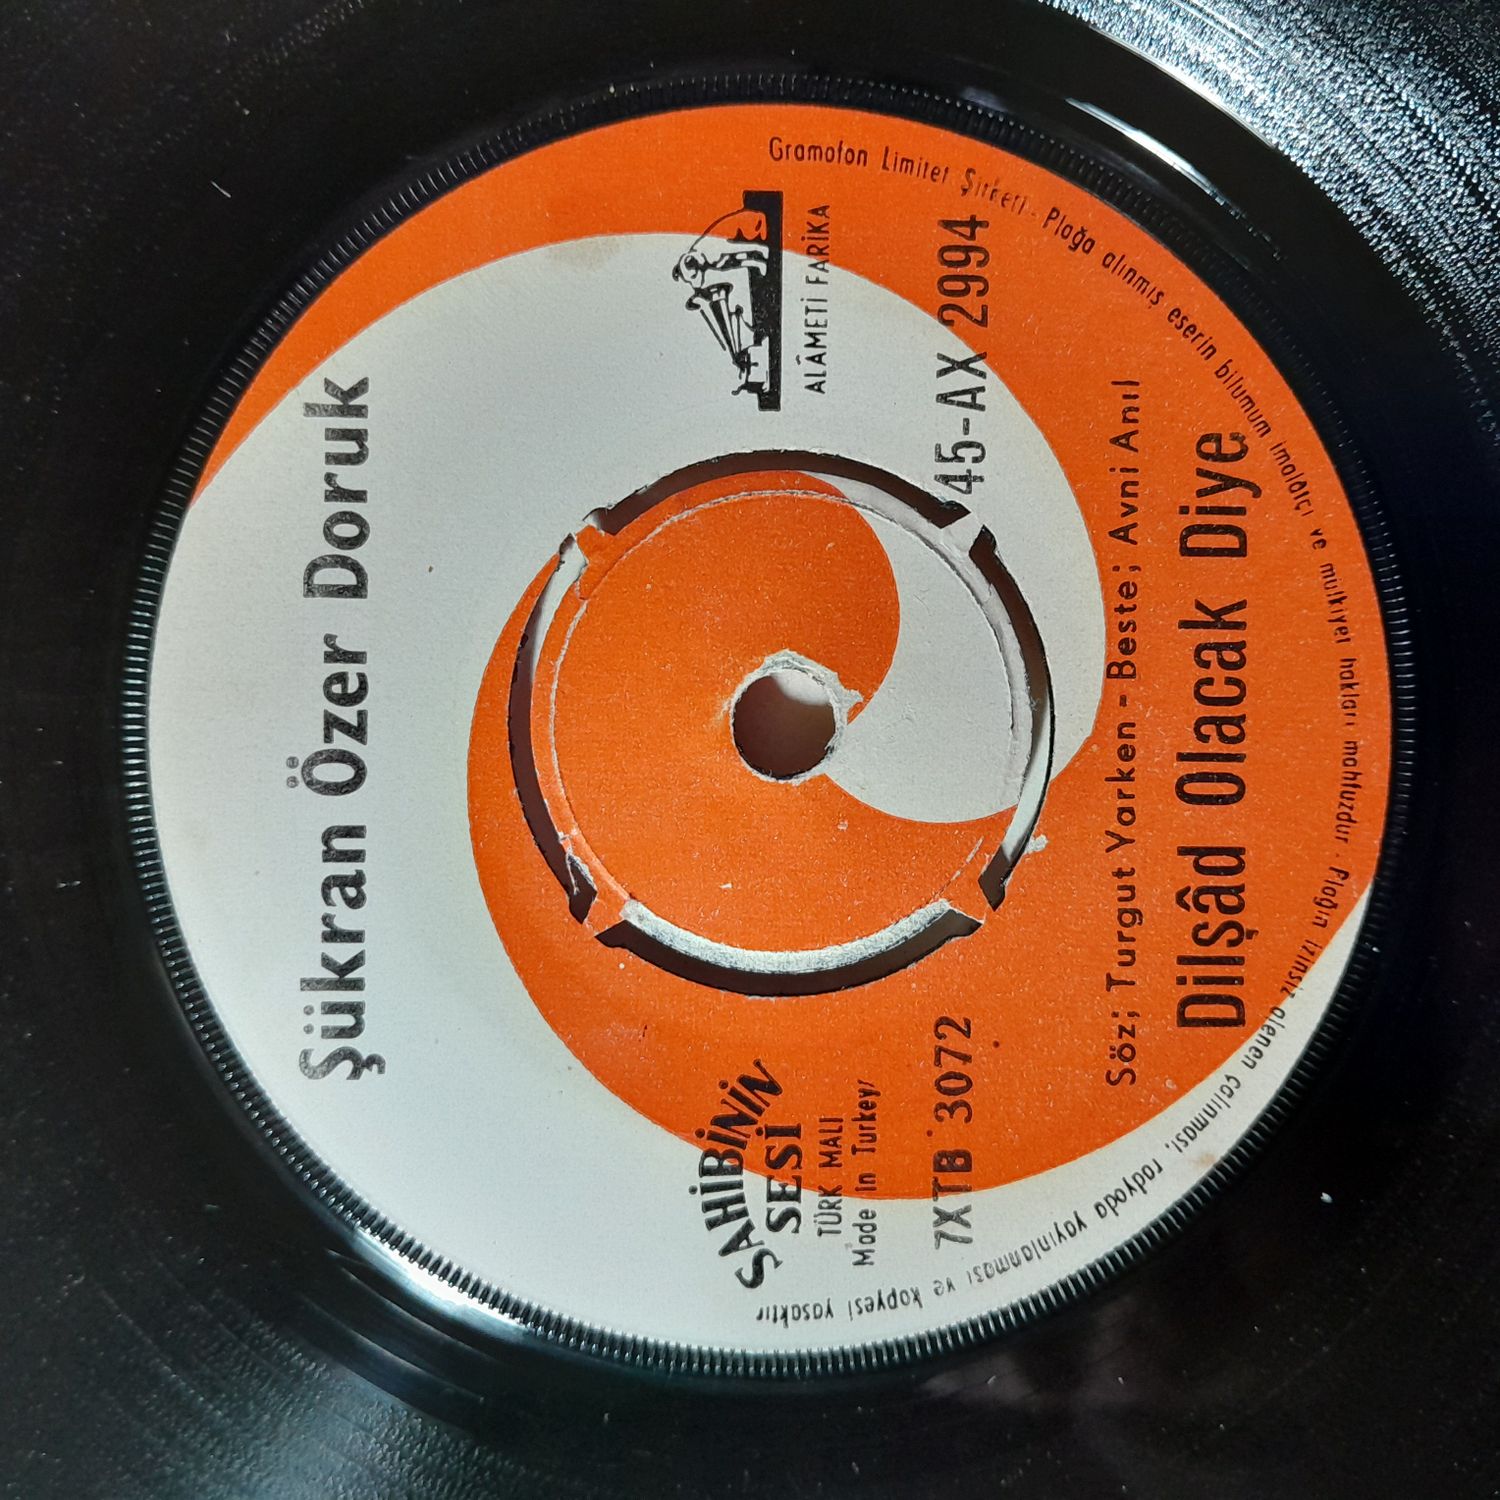 Şükran Özer Doruk
SAHİBİNİN
SESİ
TÜRK MALI
Made in Turkey
ALÂMETİ FARİKA
7XTB 3072
45-AX 2994
Söz; Turgut Yarken - Beste; Avni Anıl
Dilşâd Olacak Diye
Gramofon Limitet Şirketi - Plağa alınmış eserin bilumum imalatçı ve mülkiyet hakları mahfuzdur - Plağın izinsiz alenen çalınması, radyoda yayınlanması ve kopyesi yasaktır